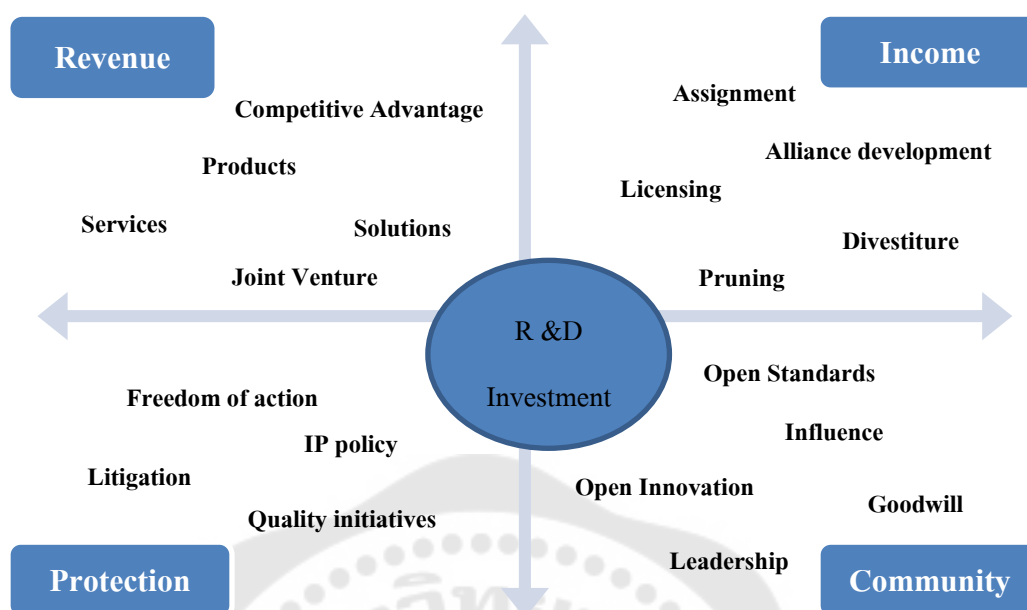 Revenue
Income
Assignment
Competitive Advantage
Alliance development
Products
Licensing
Services
Solutions
Divestiture
Joint Venture
Pruning
R &D
Investment
Open Standards
Freedom of action
Influence
IP policy
Litigation
Open Innovation
Goodwill
Quality initiatives
Leadership
Protection
Community